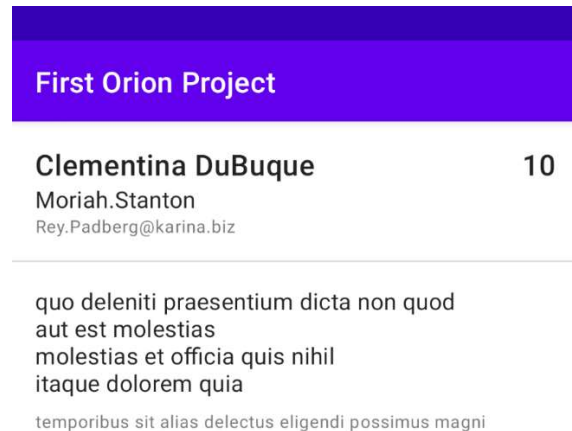 First Orion Project
Clementina DuBuque 10
Moriah.Stanton
Rey.Padberg@karina.biz
quo deleniti praesentium dicta non quod
aut est molestias
molestias et officia quis nihil
itaque dolorem quia
temporibus sit alias delectus eligendi possimus magni